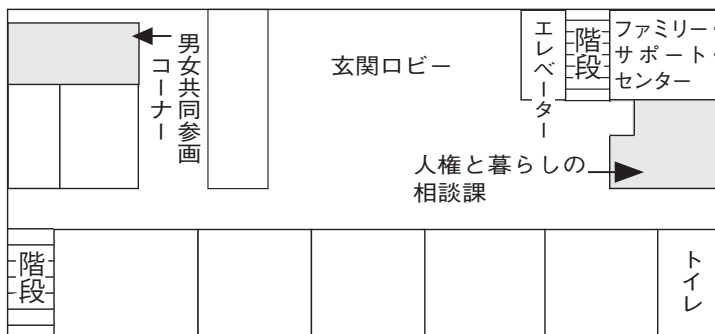 男女共同参画
コーナー
玄関ロビー
エレベーター
階段
ファミリー・
サポート・
センター
人権と暮らしの
相談課
階段
トイレ